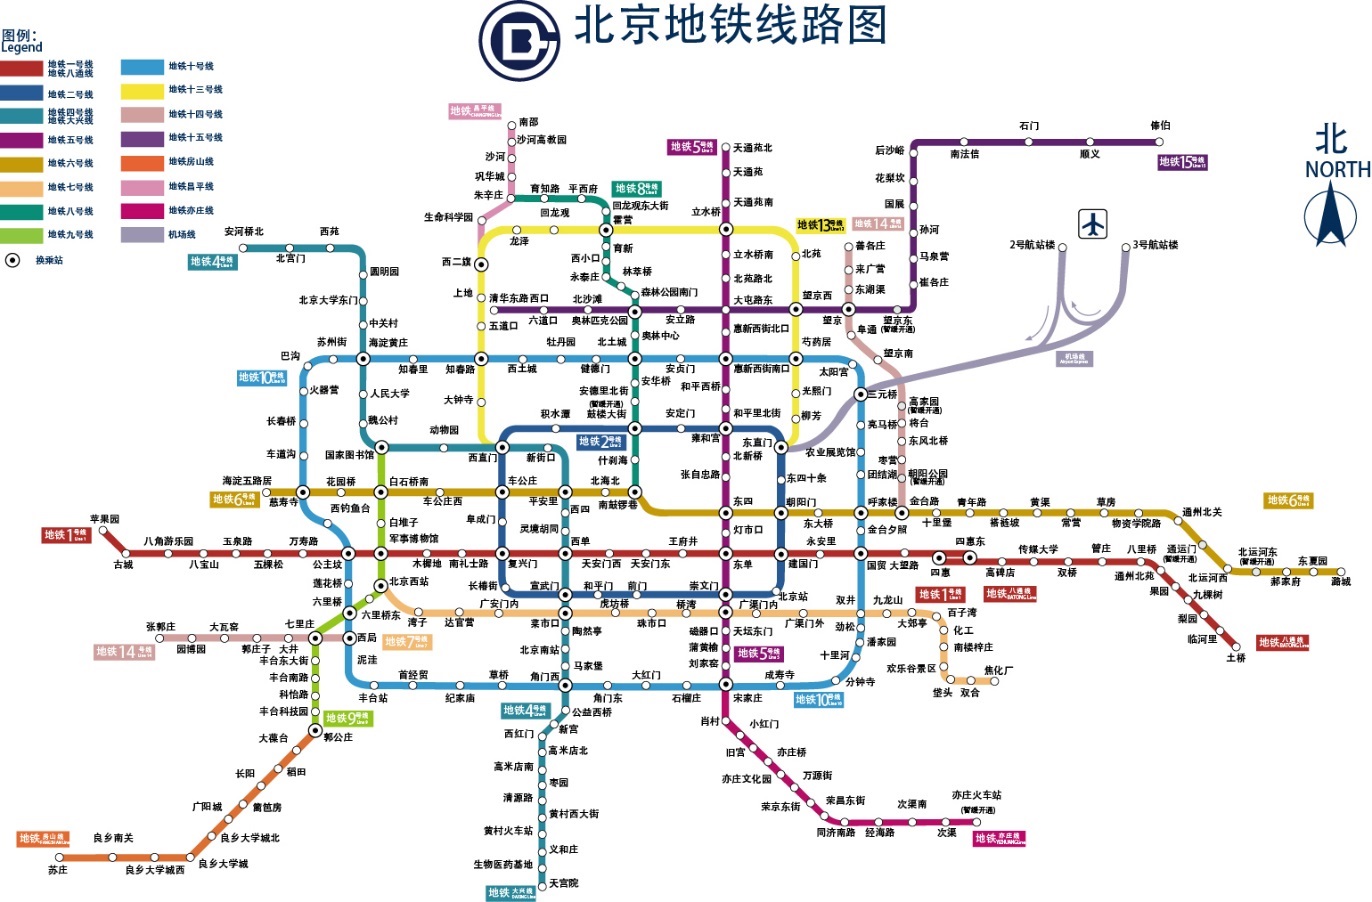 北京地铁线路图
图例:
Legend
地铁一号线
地铁八通线
地铁二号线
地铁四号线
地铁大兴线
地铁五号线
地铁六号线
地铁七号线
地铁八号线
地铁九号线
换乘站
地铁十号线
地铁十三号线
地铁十四号线
地铁十五号线
地铁房山线
地铁昌平线
地铁亦庄线
机场线
北
NORTH
地铁 昌平线
南邵
沙河高教园
沙河
巩华城
朱辛庄
生命科学园
西二旗
育知路
平西府
地铁8号线
回龙观东大街
回龙观
霍营
龙泽
育新
西小口
永泰庄
林萃桥
森林公园南门
地铁5号线
天通苑北
天通苑
天通苑南
立水桥
立水桥南
北苑路北
大屯路东
惠新西街北口
惠新西街南口
地铁13号线
北苑
望京西
芍药居
光熙门
柳芳
地铁14号线
善各庄
来广营
东湖渠
望京
阜通
望京南
高家园
(暂缓开通)
将台
东风北桥
枣营
朝阳公园
(暂缓开通)
后沙峪
南法信
石门
顺义
俸伯
地铁15号线
花梨坎
国展
孙河
马泉营
崔各庄
望京东
(暂缓开通)
2号航站楼
3号航站楼
机场线
三元桥
安河桥北
北宫门
西苑
地铁4号线
圆明园
北京大学东门
中关村
海淀黄庄
人民大学
魏公村
国家图书馆
动物园
西直门
新街口
上地
五道口
大钟寺
清华东路西口
六道口
北沙滩
奥林匹克公园
安立路
奥林中心
苏州街
巴沟
地铁10号线
火器营
长春桥
车道沟
慈寿寺
知春里
知春路
西土城
牡丹园
健德门
北土城
安贞门
太阳宫
安华桥
安德里北街
(暂缓开通)
鼓楼大街
和平西桥
和平里北街
积水潭
地铁2号线
安定门
雍和宫
东直门
什刹海
北新桥
张自忠路
东四十条
农业展览馆
亮马桥
团结湖
呼家楼
海淀五路居
地铁6号线
花园桥
白石桥南
车公庄西
车公庄
平安里
北海北
南鼓锣巷
东四
朝阳门
东大桥
金台路
十里堡
青年路
褡裢坡
黄渠
常营
草房
物资学院路
通州北关
地铁6号线
通运门
(暂缓开通)
北运河西
北运河东
(暂缓开通)
郝家府
东夏园
潞城
西钓鱼台
白堆子
军事博物馆
阜成门
西四
灵境胡同
西单
灯市口
金台夕照
苹果园
地铁1号线
古城
八角游乐园
八宝山
玉泉路
五棵松
万寿路
公主坟
木樨地
南礼士路
复兴门
天安门西
天安门东
王府井
东单
建国门
永安里
国贸
大望路
四惠
四惠东
地铁1号线
地铁 八通线
高碑店
传媒大学
双桥
管庄
八里桥
通州北苑
果园
九棵树
梨园
临河里
土桥
地铁 八通线
莲花桥
六里桥
北京西站
六里桥东
长椿街
宣武门
和平门
前门
崇文门
北京站
地铁7号线
湾子
达官营
广安门内
菜市口
虎坊桥
珠市口
桥湾
磁器口
广渠门内
广渠门外
双井
九龙山
大郊亭
百子湾
化工
南楼梓庄
欢乐谷景区
垡头
双合
焦化厂
张郭庄
地铁14号线
园博园
大瓦窑
郭庄子
大井
七里庄
西局
泥洼
丰台东大街
丰台南路
科怡路
丰台科技园
地铁9号线
郭公庄
丰台站
首经贸
纪家庙
草桥
角门西
角门东
大红门
石榴庄
宋家庄
成寿寺
地铁10号线
分钟寺
十里河
潘家园
劲松
陶然亭
北京南站
马家堡
地铁4号线
公益西桥
新宫
西红门
高米店北
高米店南
枣园
清源路
黄村西大街
黄村火车站
义和庄
生物医药基地
天宫院
地铁 大兴线
天坛东门
蒲黄榆
刘家窑
地铁5号线
肖村
小红门
旧宫
亦庄桥
亦庄文化园
万源街
荣京东街
荣昌东街
同济南路
经海路
次渠南
次渠
亦庄火车站
(暂缓开通)
地铁 亦庄线
大葆台
稻田
长阳
篱笆房
广阳城
良乡大学城北
良乡大学城
良乡大学城西
良乡南关
苏庄
地铁 房山线